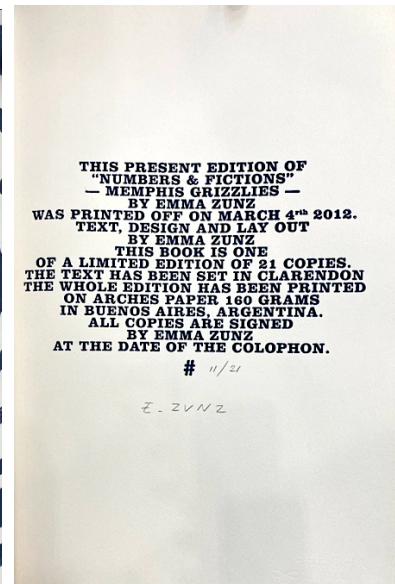 THIS PRESENT EDITION OF
"NUMBERS & FICTIONS"
— MEMPHIS GRIZZLIES —
BY EMMA ZUNZ
WAS PRINTED OFF ON MARCH 4ᵗʰ 2012.
TEXT, DESIGN AND LAY OUT
BY EMMA ZUNZ
THIS BOOK IS ONE
OF A LIMITED EDITION OF 21 COPIES.
THE TEXT HAS BEEN SET IN CLARENDON
THE WHOLE EDITION HAS BEEN PRINTED
ON ARCHES PAPER 160 GRAMS
IN BUENOS AIRES, ARGENTINA.
ALL COPIES ARE SIGNED
BY EMMA ZUNZ
AT THE DATE OF THE COLOPHON.
# 11/21
E. ZUNZ